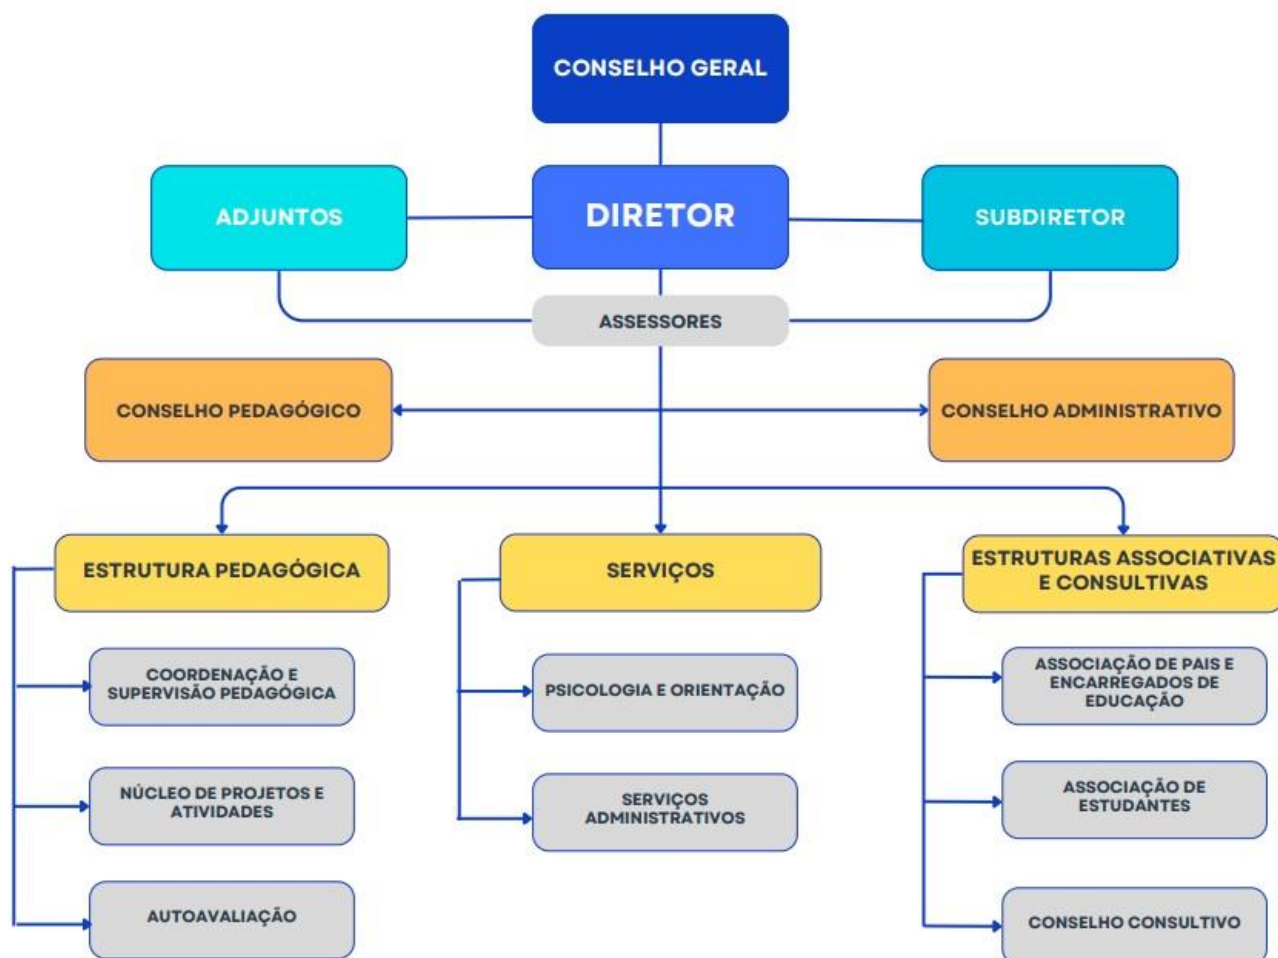 CONSELHO GERAL
ADJUNTOS
DIRETOR
SUBDIRETOR
ASSESSORES
CONSELHO PEDAGÓGICO
CONSELHO ADMINISTRATIVO
ESTRUTURA PEDAGÓGICA
COORDENAÇÃO E
SUPERVISÃO PEDAGÓGICA
NÚCLEO DE PROJETOS E
ATIVIDADES
AUTOAVALIAÇÃO
SERVIÇOS
PSICOLOGIA E ORIENTAÇÃO
SERVIÇOS
ADMINISTRATIVOS
ESTRUTURAS ASSOCIATIVAS
E CONSULTIVAS
ASSOCIAÇÃO DE PAIS E
ENCARREGADOS DE
EDUCAÇÃO
ASSOCIAÇÃO DE
ESTUDANTES
CONSELHO CONSULTIVO